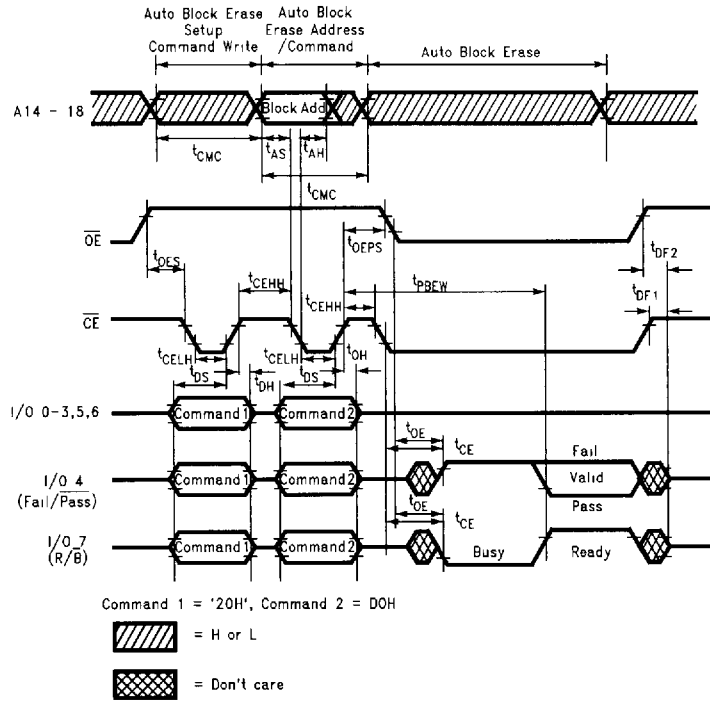 Auto Block Erase Setup Command Write
Auto Block Erase Address /Command
Auto Block Erase
A14 - 18
Block Add
tCMC
tAS
tAH
tCMC
OE
tOES
tOEPS
tDF2
tCEHH
tCEHH
tPBEW
tDF1
CE
tCELH
tCELH
tOH
tDS
tDH
tDS
I/O 0-3,5,6
Command 1
Command 2
tOE
tCE
Fail
I/O 4
(Fail/Pass)
Command 1
Command 2
Valid
Pass
tOE
tCE
I/O 7
(R/B)
Command 1
Command 2
Busy
Ready
Command 1 = '20H', Command 2 = DOH
= H or L
= Don't care